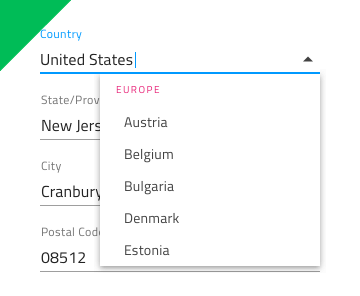 Country
United States
EUROPE
State/Prov
Austria
New Jers
Belgium
City
Bulgaria
Cranbury
Denmark
Postal Code
Estonia
08512